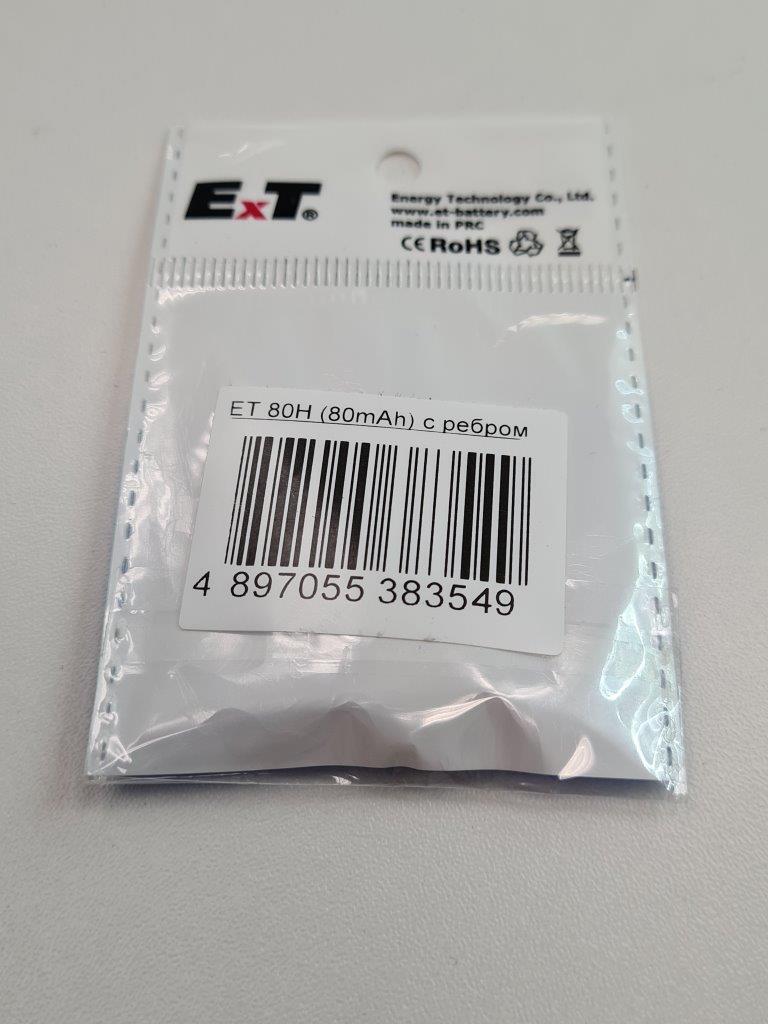 ExT®
Energy Technology Co., Ltd.
www.et-battery.com
made in PRC
CE RoHS
ET 80H (80mAh) с ребром
4 897055 383549